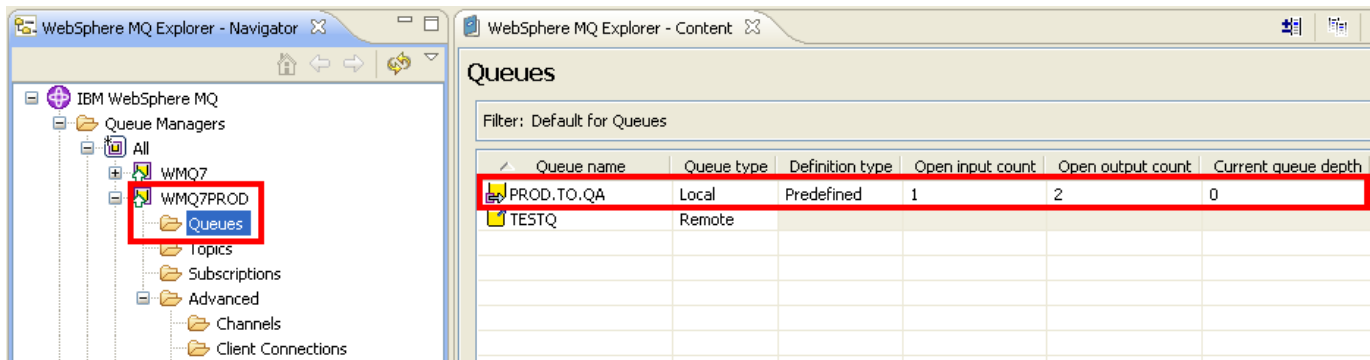 WebSphere MQ Explorer - Navigator
IBM WebSphere MQ
Queue Managers
All
WMQ7
WMQ7PROD
Queues
Topics
Subscriptions
Advanced
Channels
Client Connections
WebSphere MQ Explorer - Content
Queues
Filter: Default for Queues
Queue name Queue type Definition type Open input count Open output count Current queue depth
PROD.TO.QA Local Predefined 1 2 0
TESTQ Remote